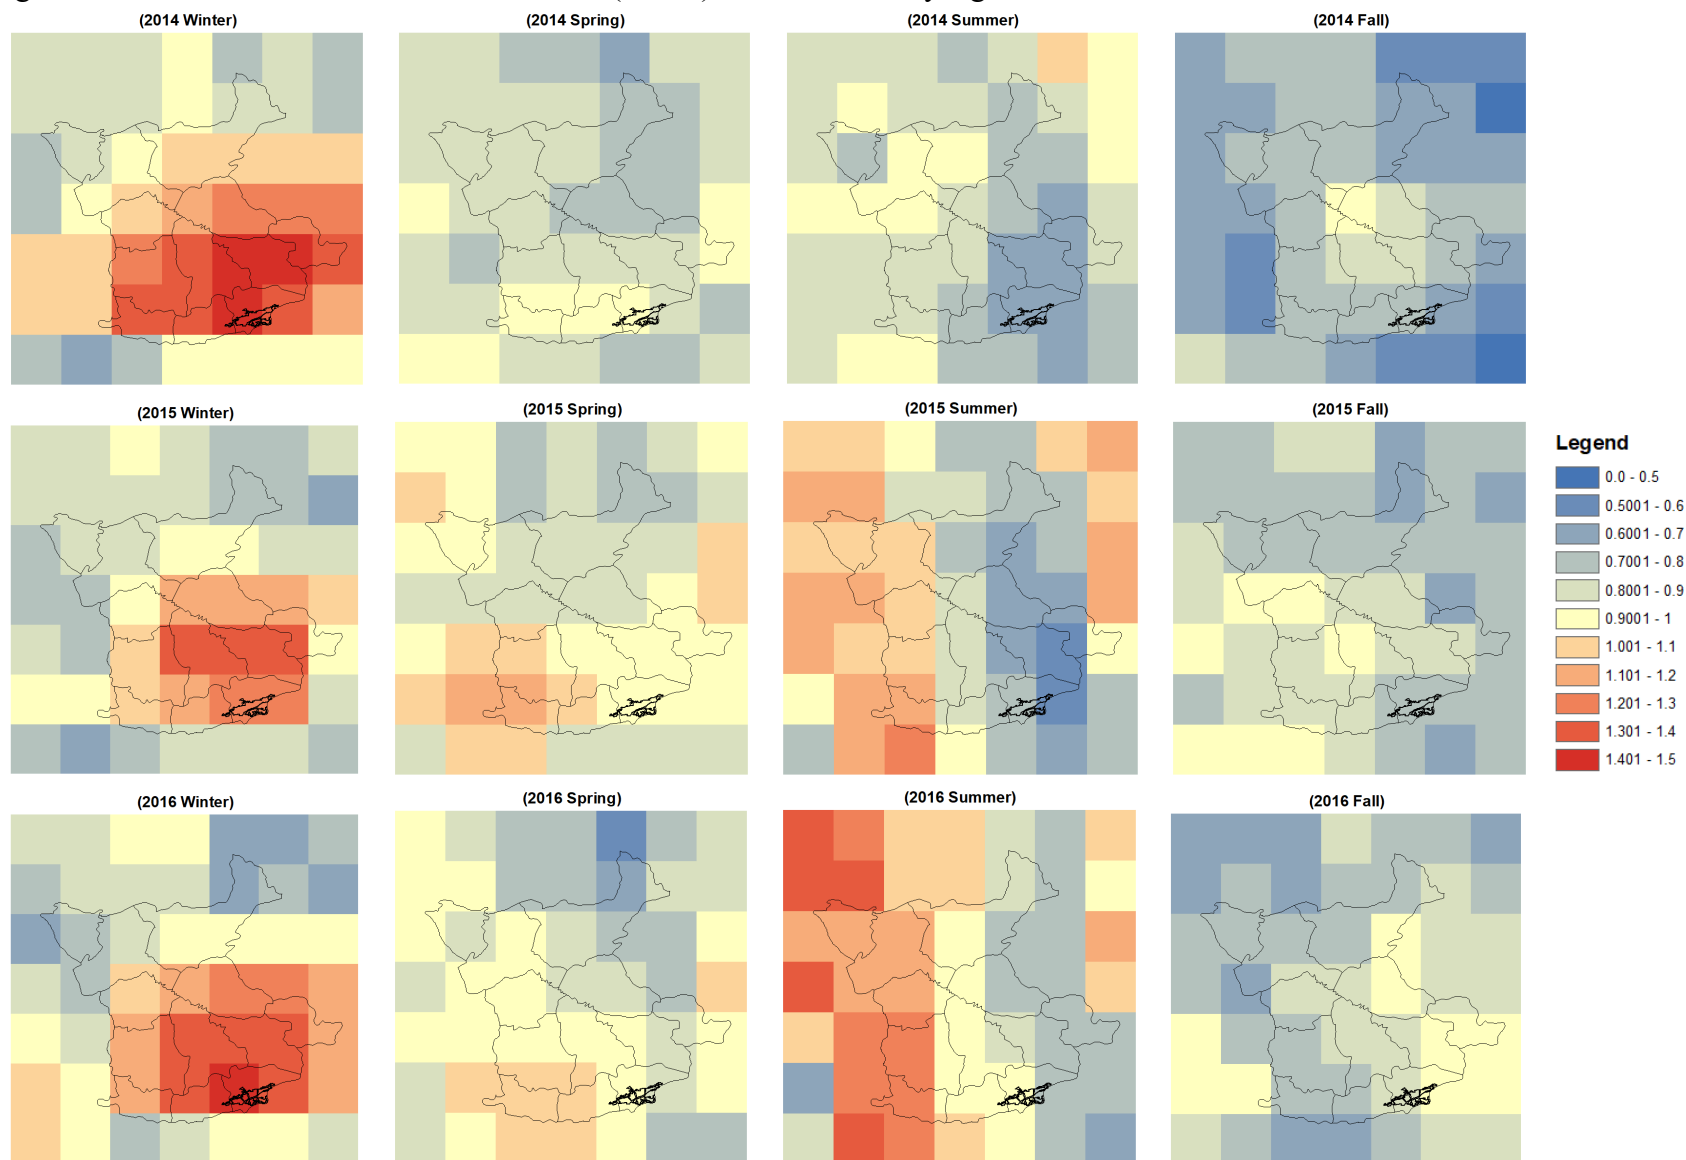 (2014 Winter)
(2014 Spring)
(2014 Summer)
(2014 Fall)
(2015 Winter)
(2015 Spring)
(2015 Summer)
(2015 Fall)
Legend
0.0 - 0.5
0.5001 - 0.6
0.6001 - 0.7
0.7001 - 0.8
0.8001 - 0.9
0.9001 - 1
1.001 - 1.1
1.101 - 1.2
1.201 - 1.3
1.301 - 1.4
1.401 - 1.5
(2016 Winter)
(2016 Spring)
(2016 Summer)
(2016 Fall)